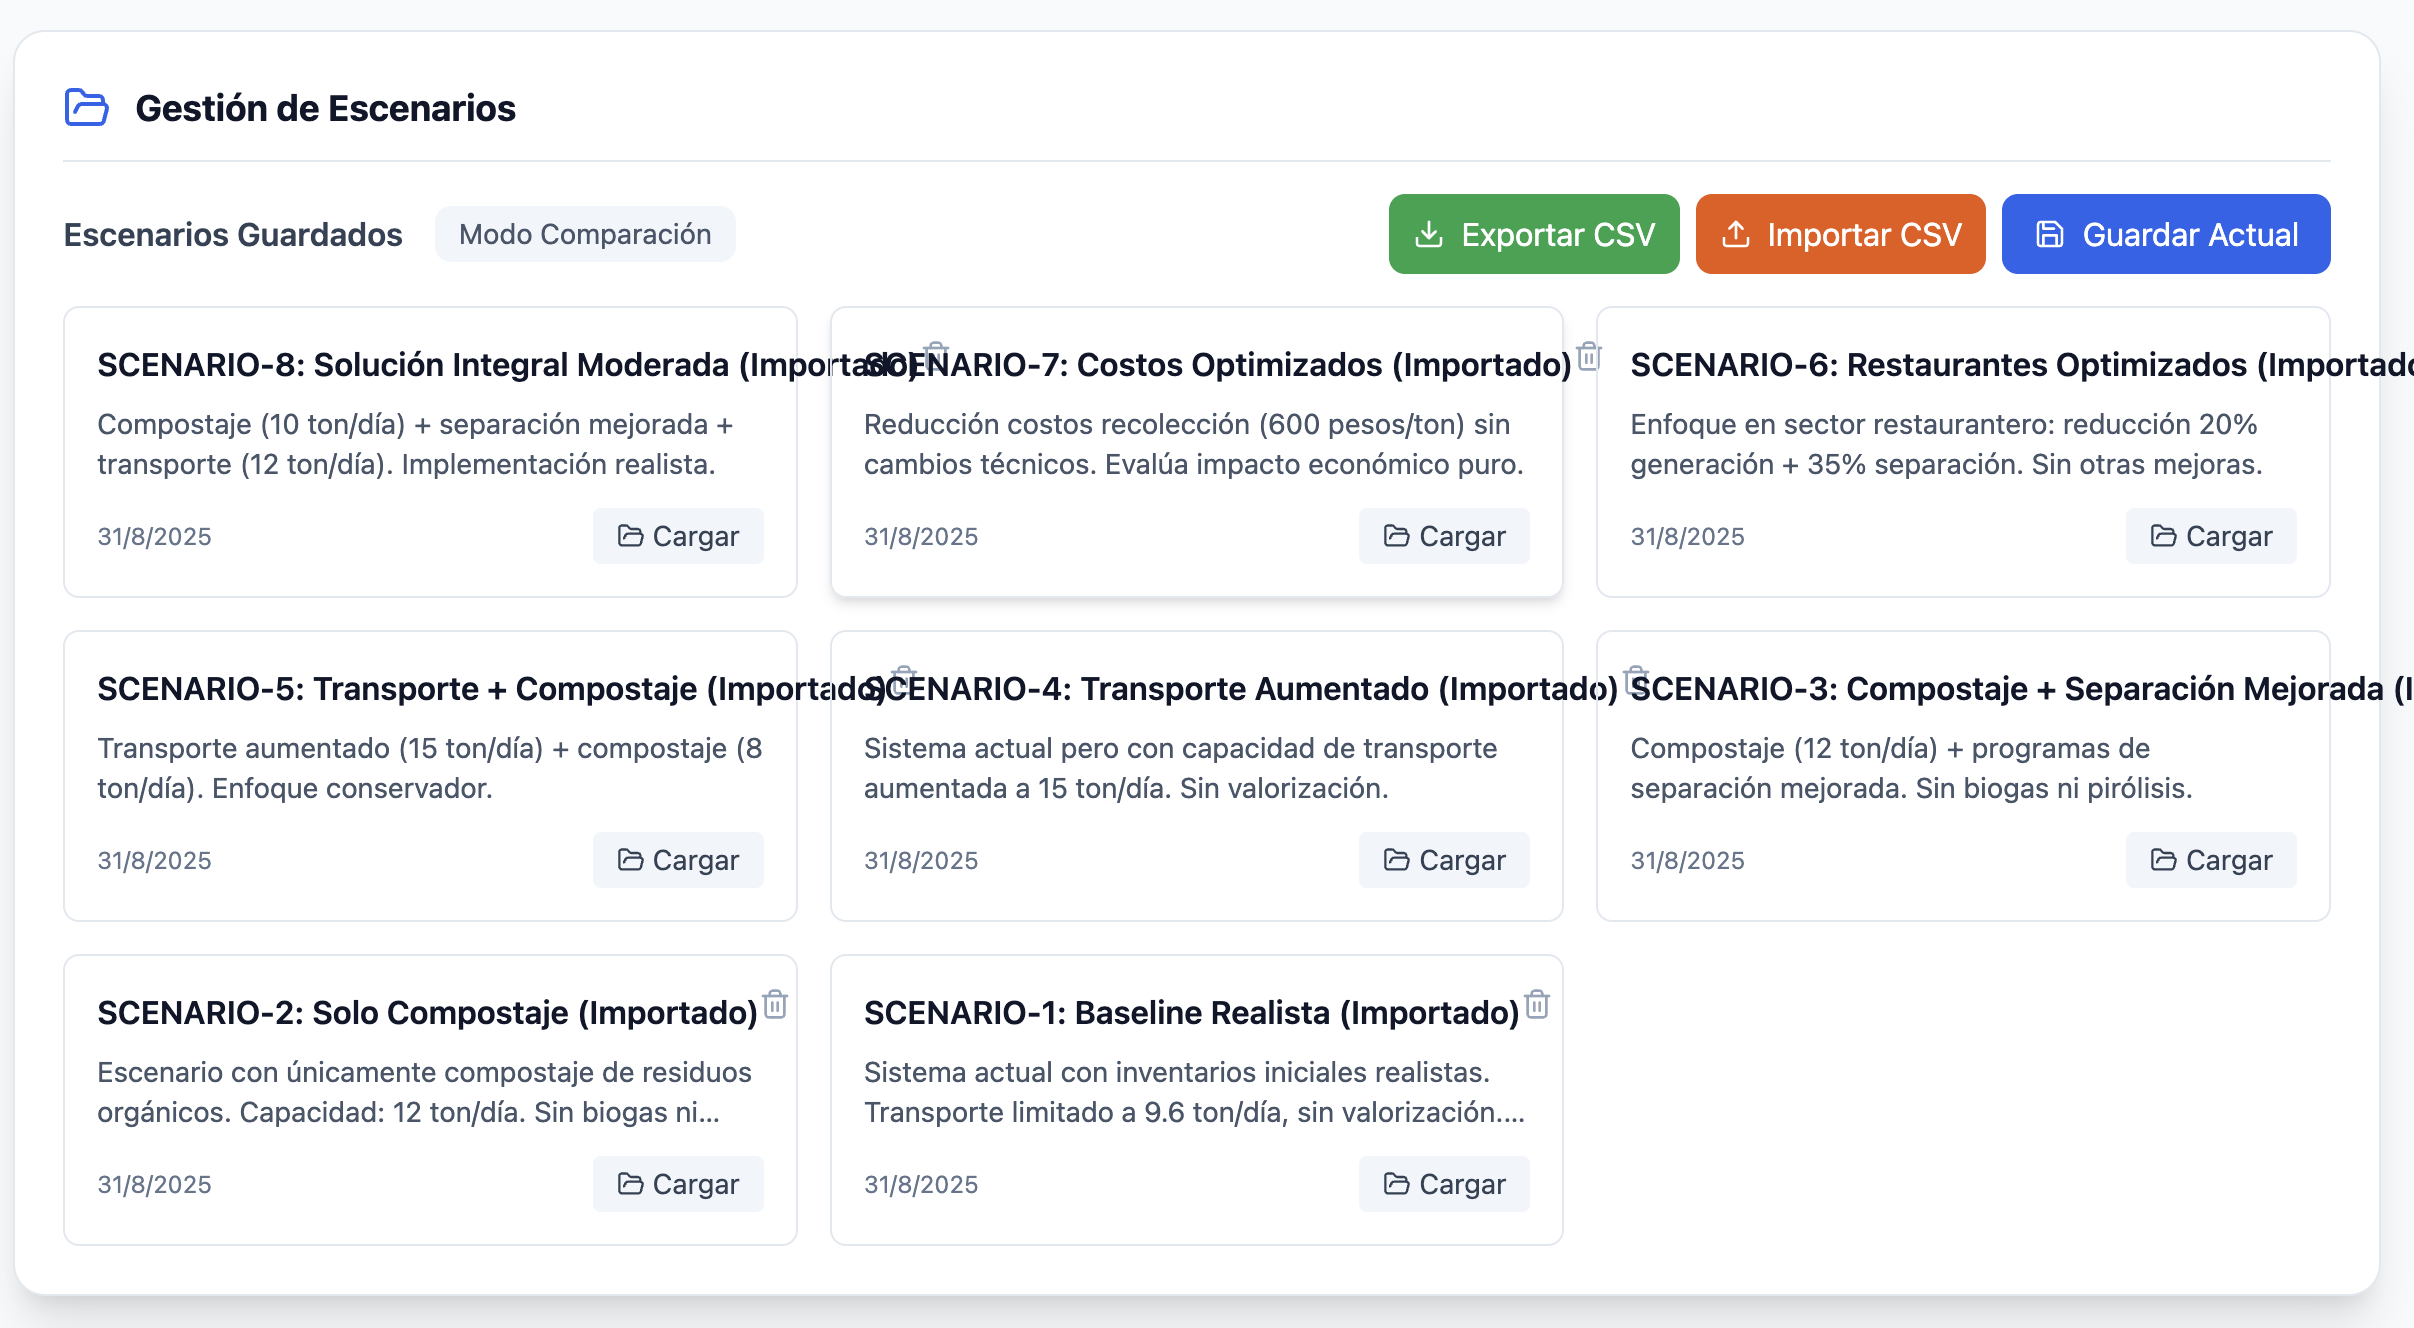 Gestión de Escenarios
Escenarios Guardados
Modo Comparación
Exportar CSV
Importar CSV
Guardar Actual
SCENARIO-8: Solución Integral Moderada (Importado)
Compostaje (10 ton/día) + separación mejorada +
transporte (12 ton/día). Implementación realista.
31/8/2025
Cargar
SCENARIO-7: Costos Optimizados (Importado)
Reducción costos recolección (600 pesos/ton) sin
cambios técnicos. Evalúa impacto económico puro.
31/8/2025
Cargar
SCENARIO-6: Restaurantes Optimizados (Importado
Enfoque en sector restaurantero: reducción 20%
generación + 35% separación. Sin otras mejoras.
31/8/2025
Cargar
SCENARIO-5: Transporte + Compostaje (Importado)
Transporte aumentado (15 ton/día) + compostaje (8
ton/día). Enfoque conservador.
31/8/2025
Cargar
SCENARIO-4: Transporte Aumentado (Importado)
Sistema actual pero con capacidad de transporte
aumentada a 15 ton/día. Sin valorización.
31/8/2025
Cargar
SCENARIO-3: Compostaje + Separación Mejorada (I
Compostaje (12 ton/día) + programas de
separación mejorada. Sin biogas ni pirólisis.
31/8/2025
Cargar
SCENARIO-2: Solo Compostaje (Importado)
Escenario con únicamente compostaje de residuos
orgánicos. Capacidad: 12 ton/día. Sin biogas ni...
31/8/2025
Cargar
SCENARIO-1: Baseline Realista (Importado)
Sistema actual con inventarios iniciales realistas.
Transporte limitado a 9.6 ton/día, sin valorización....
31/8/2025
Cargar